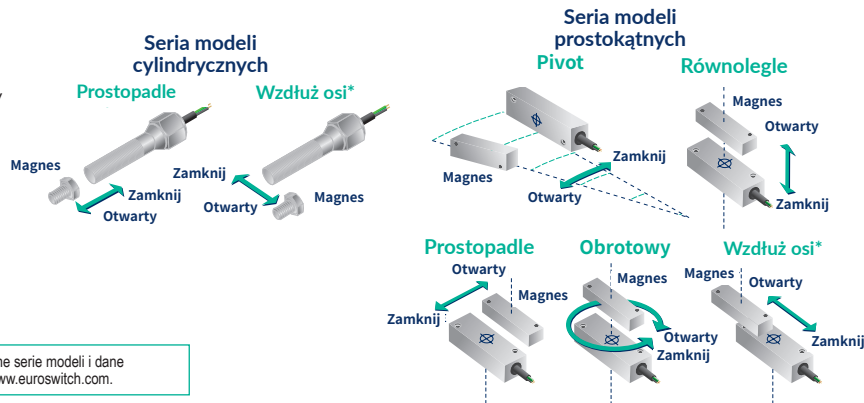 Seria modeli
cylindrycznych
Prostopadle
Wzdłuż osi*
Magnes
Zamknij
Otwarty
Zamknij
Otwarty
Magnes
Seria modeli
prostokątnych
Pivot
Równolegle
Magnes
Zamknij
Otwarty
Magnes
Otwarty
Zamknij
Prostopadle
Obrotowy
Wzdłuż osi*
Otwarty
Magnes
Zamknij
Magnes
Otwarty
Zamknij
Magnes
Otwarty
Zamknij
ne serie modeli i dane
ww.euroswitch.com.